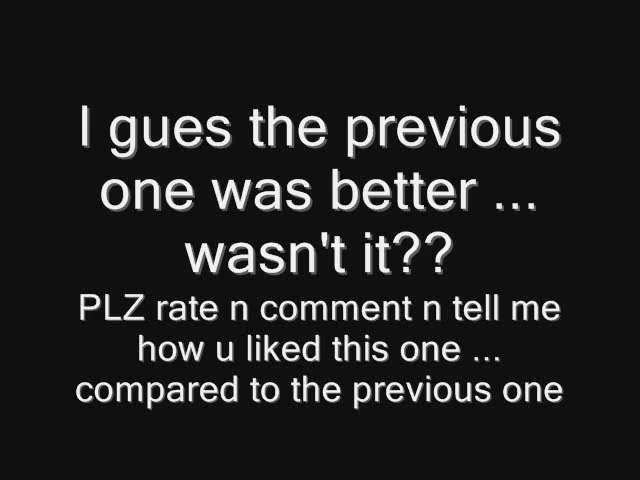 I gues the previous
one was better ...
wasn't it??
PLZ rate n comment n tell me
how u liked this one ...
compared to the previous one